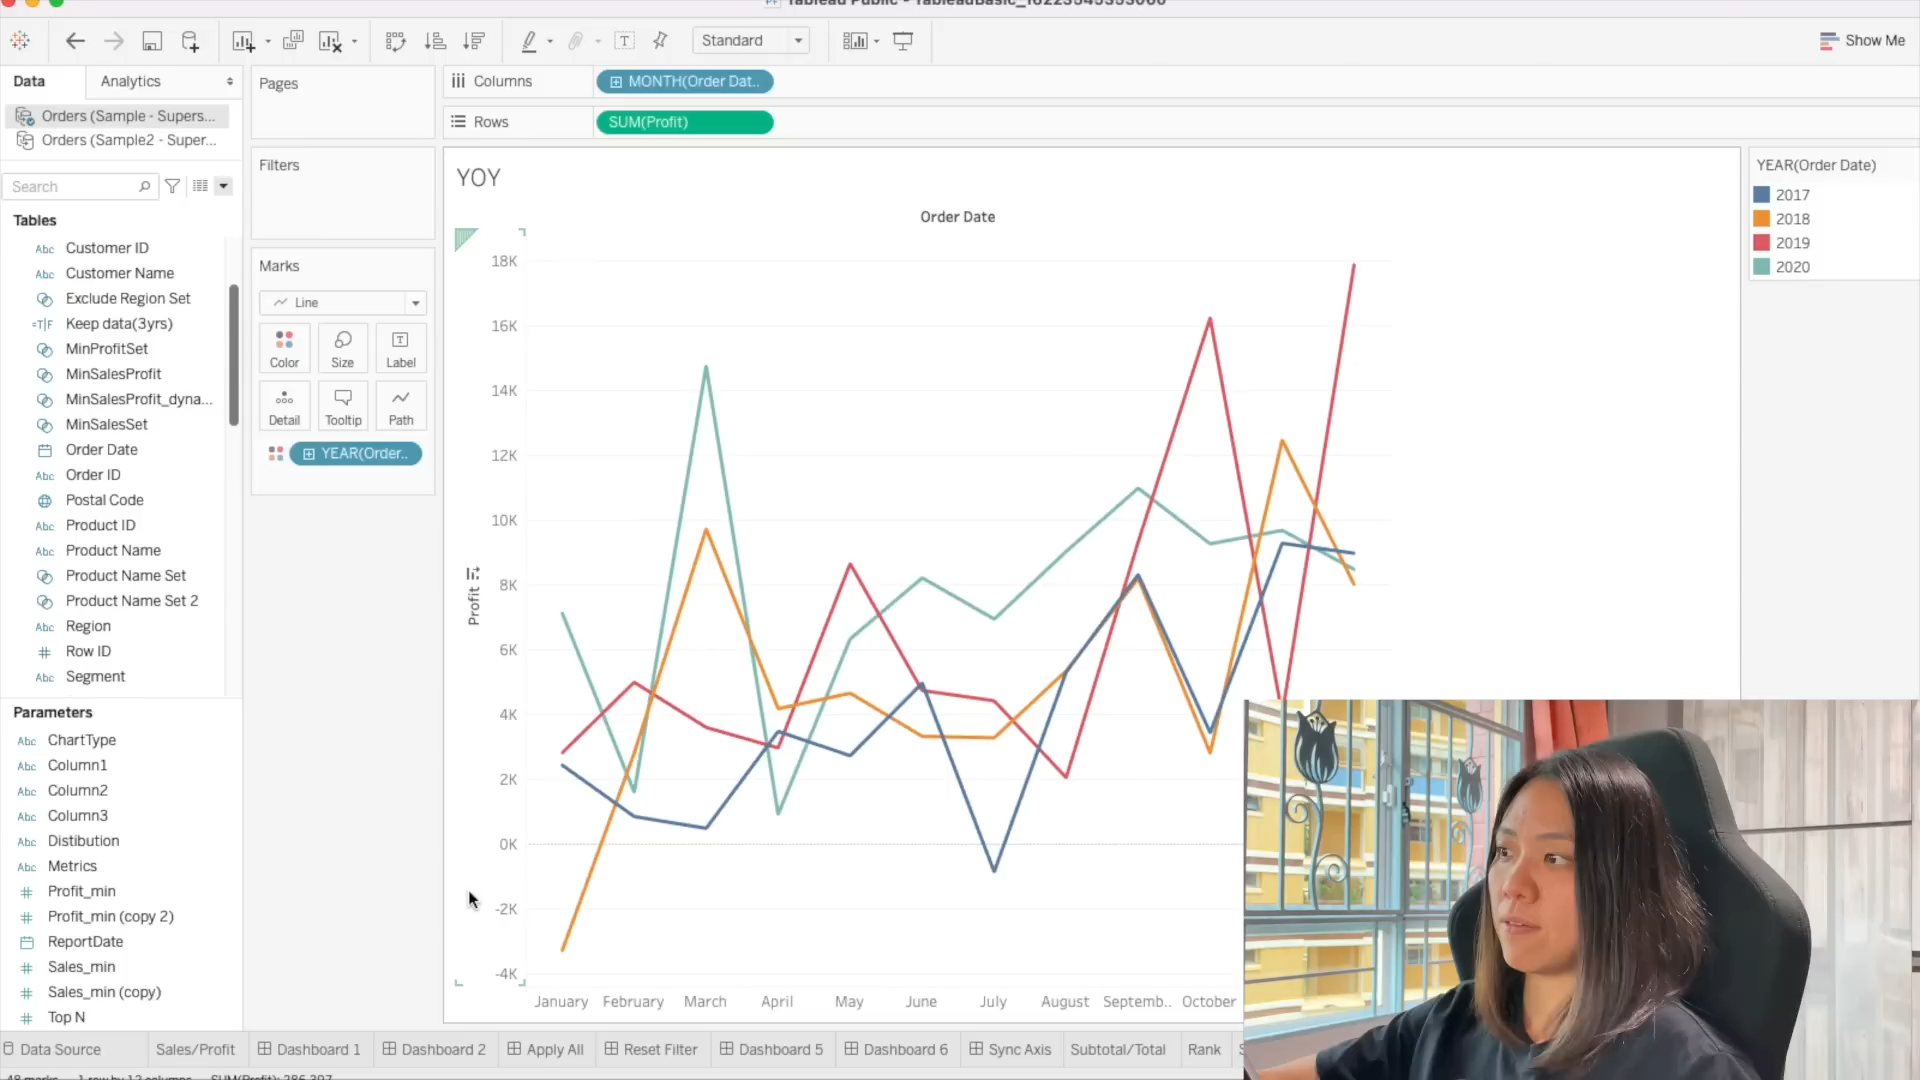 Standard
Show Me
Data
Analytics
Orders (Sample - Supers...
Orders (Sample2 - Super...
Search
Tables
Customer ID
Customer Name
Exclude Region Set
Keep data(3yrs)
MinProfitSet
MinSalesProfit
MinSalesProfit_dyna...
MinSalesSet
Order Date
Order ID
Postal Code
Product ID
Product Name
Product Name Set
Product Name Set 2
Region
Row ID
Segment
Parameters
ChartType
Column1
Column2
Column3
Distibution
Metrics
Profit_min
Profit_min (copy 2)
ReportDate
Sales_min
Sales_min (copy)
Top N
Pages
Filters
Marks
Line
Color
Size
Label
Detail
Tooltip
Path
YEAR(Order..
Columns
MONTH(Order Dat..
Rows
SUM(Profit)
YOY
Order Date
18K
16K
14K
12K
10K
8K
6K
4K
2K
0K
-2K
-4K
Profit
January February March April May June July August Septemb.. October
YEAR(Order Date)
2017
2018
2019
2020
Data Source Sales/Profit Dashboard 1 Dashboard 2 Apply All Reset Filter Dashboard 5 Dashboard 6 Sync Axis Subtotal/Total Rank